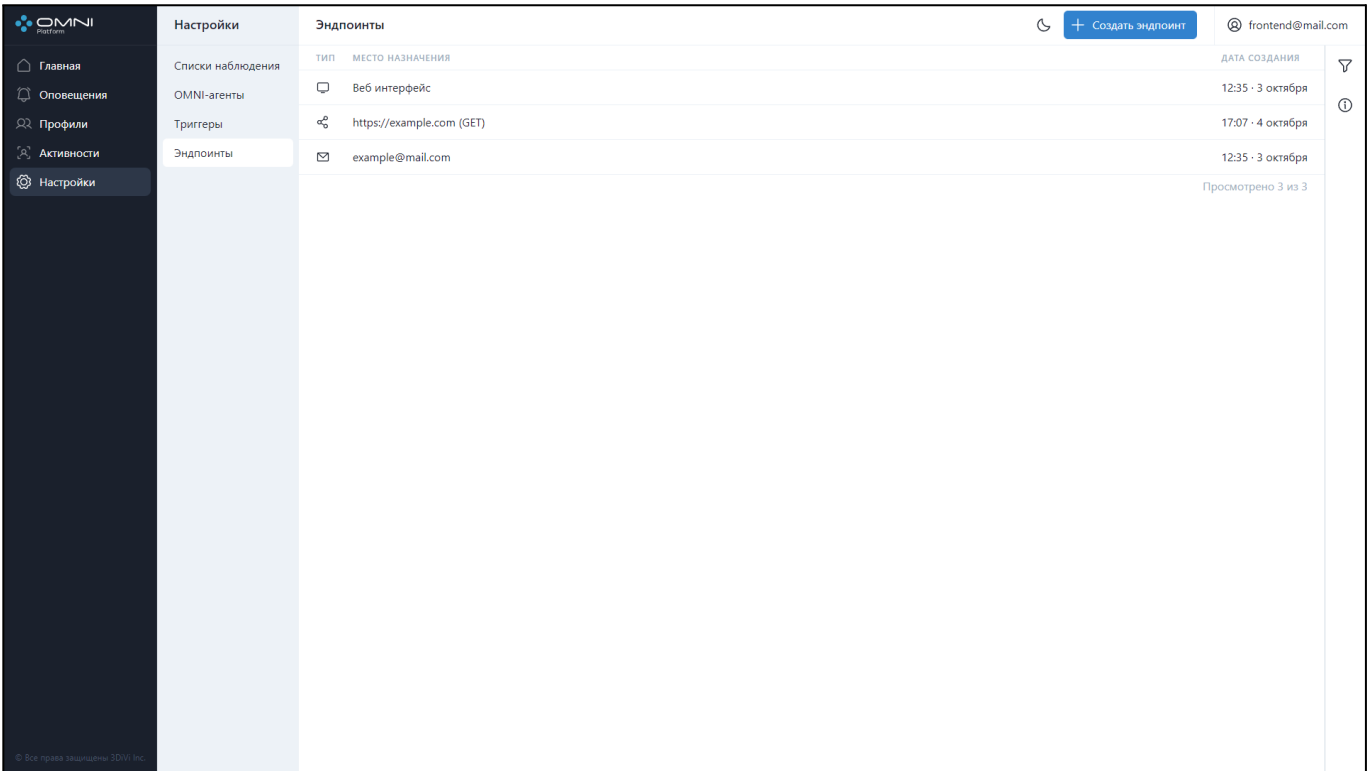 OMNI
Platform
Настройки
Эндпоинты
Создать эндпоинт
frontend@mail.com
Главная
Оповещения
Профили
Активности
Настройки
Списки наблюдения
OMNI-агенты
Триггеры
Эндпоинты
ТИП МЕСТО НАЗНАЧЕНИЯ ДАТА СОЗДАНИЯ
Веб интерфейс 12:35 · 3 октября
https://example.com (GET) 17:07 · 4 октября
example@mail.com 12:35 · 3 октября
Просмотрено 3 из 3
© Все права защищены 3DiVi Inc.